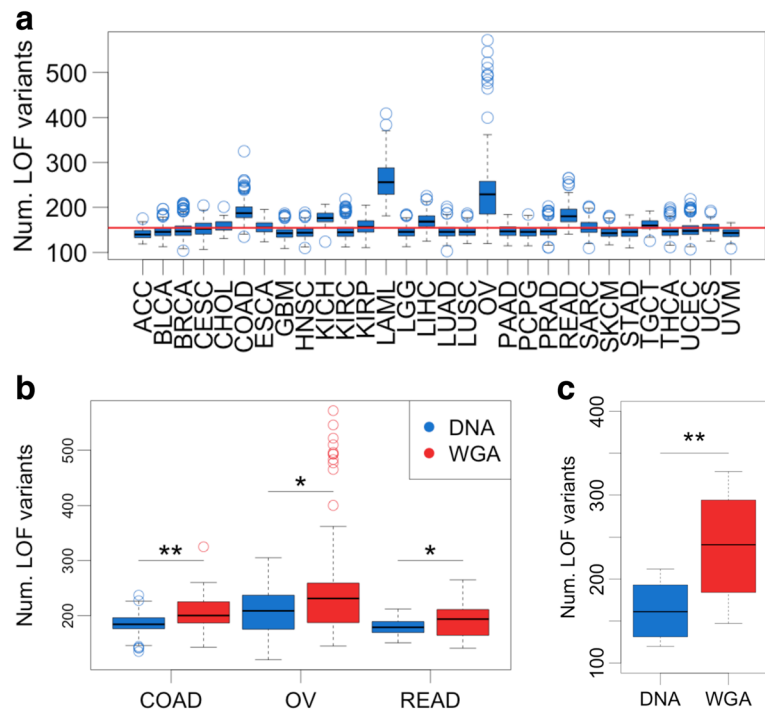 a
Num. LOF variants
500
400
300
200
100
ACC
BLCA
BRCA
CESC
CHOL
COAD
ESCA
GBM
HNSC
KICH
KIRC
KIRP
LAML
LGG
LIHC
LUAD
LUSC
OV
PAAD
PCPG
PRAD
READ
SARC
SKCM
STAD
TGCT
THCA
UCEC
UCS
UVM
b
Num. LOF variants
500
400
300
200
DNA
WGA
**
*
*
COAD
OV
READ
c
Num. LOF variants
400
300
200
100
**
DNA
WGA